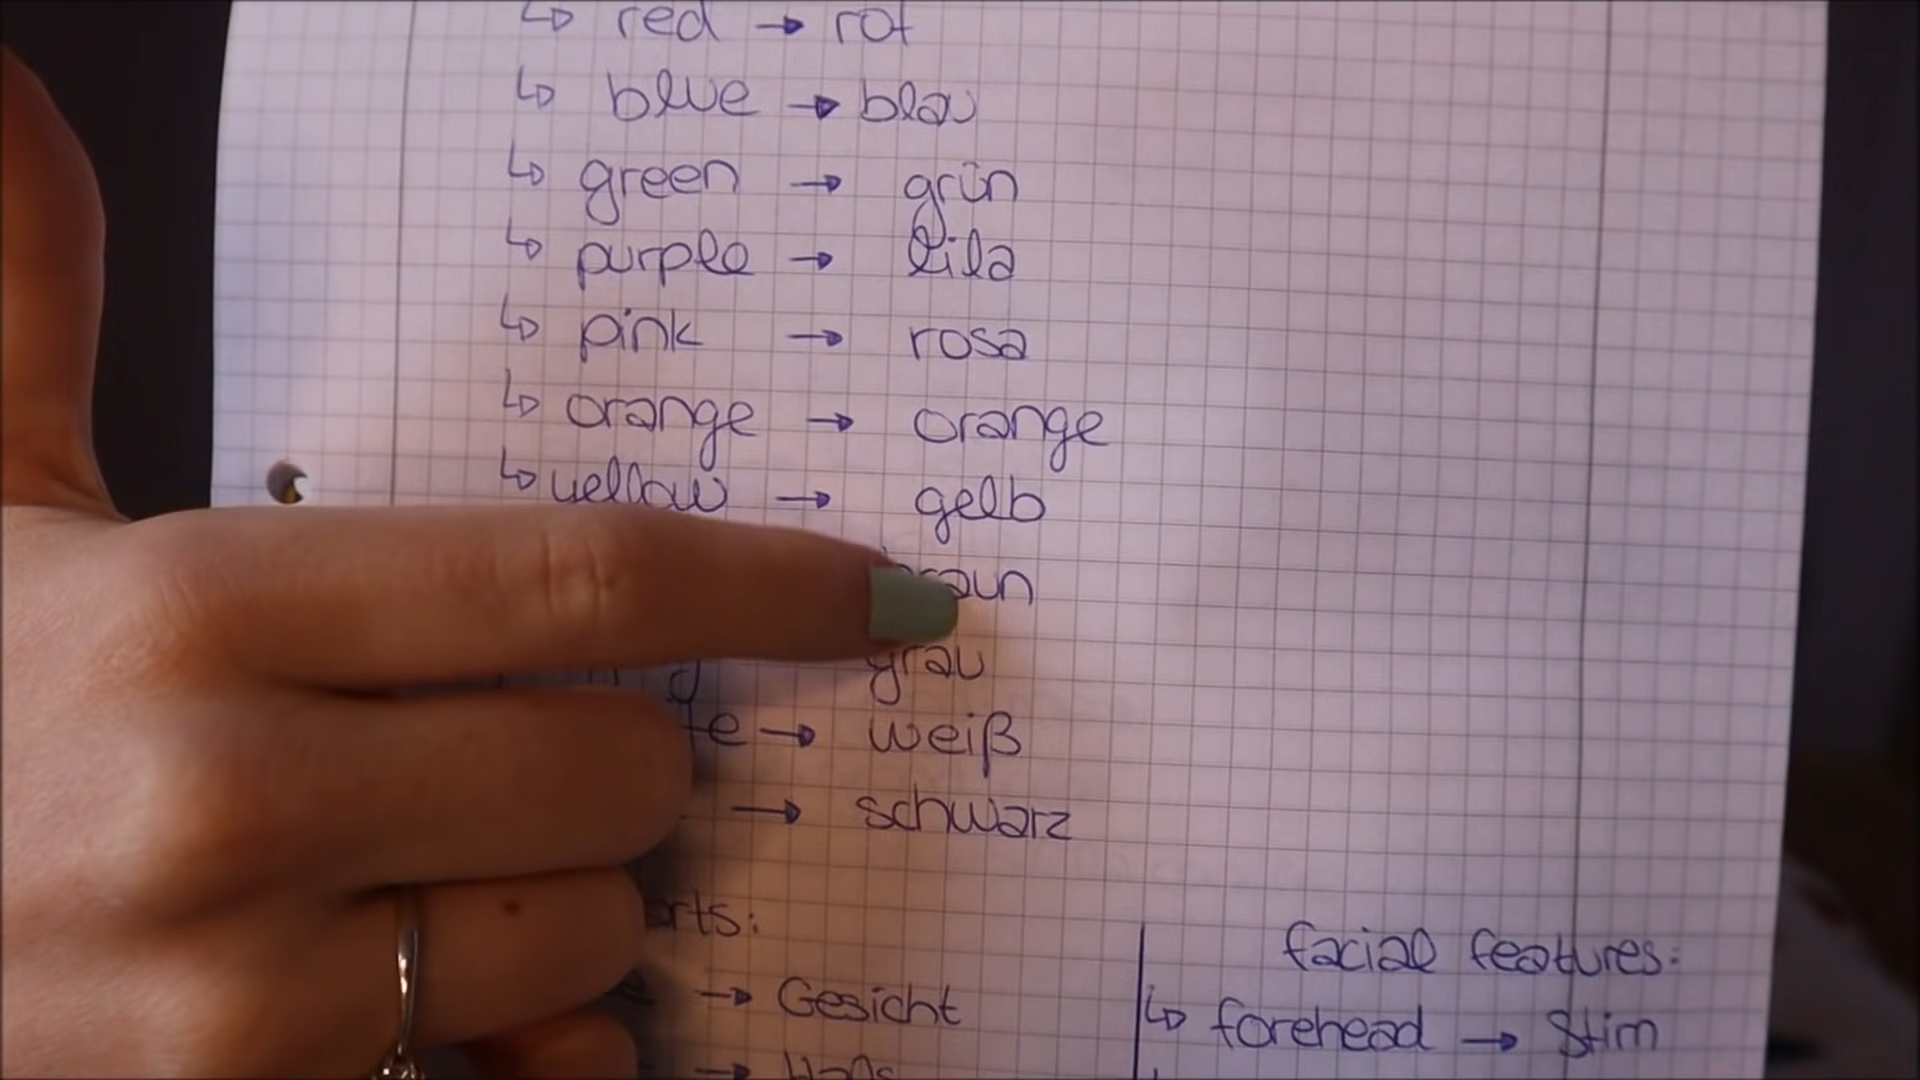 ↳ red → rot
↳ blue → blau
↳ green → grün
↳ purple → lila
↳ pink → rosa
↳ orange → orange
↳ yellow → gelb
grau
→ weiß
→ schwarz
→ Gesicht
→ Hals
facial features:
↳ forehead → Stirn